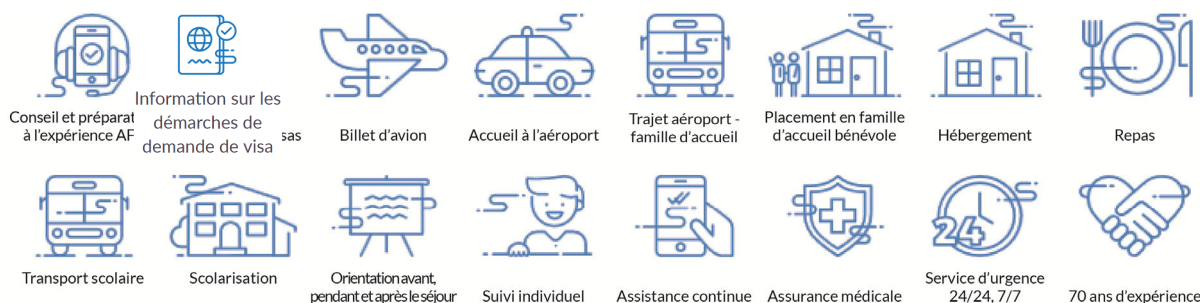 Conseil et préparat
à l'expérience AF
Information sur les
démarches de
demande de visa
sas
Billet d'avion
Accueil à l'aéroport
Trajet aéroport -
famille d'accueil
Placement en famille
d'accueil bénévole
Hébergement
Repas
Transport scolaire
Scolarisation
Orientation avant,
pendant et après le séjour
Suivi individuel
Assistance continue
Assurance médicale
24
Service d'urgence
24/24, 7/7
70 ans d'expérienc